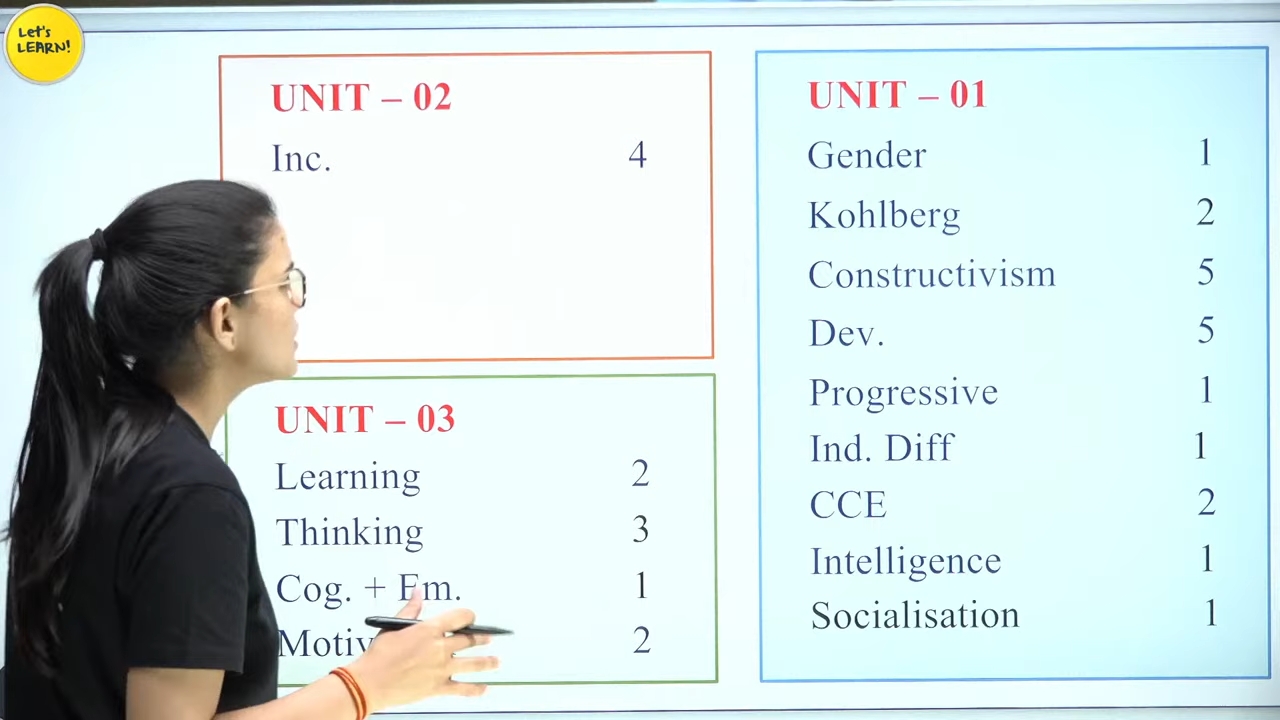 Let's
LEARN!
UNIT – 02
Inc. 4
UNIT – 03
Learning 2
Thinking 3
Cog. + Em. 1
2
UNIT – 01
Gender 1
Kohlberg 2
Constructivism 5
Dev. 5
Progressive 1
Ind. Diff 1
CCE 2
Intelligence 1
Socialisation 1